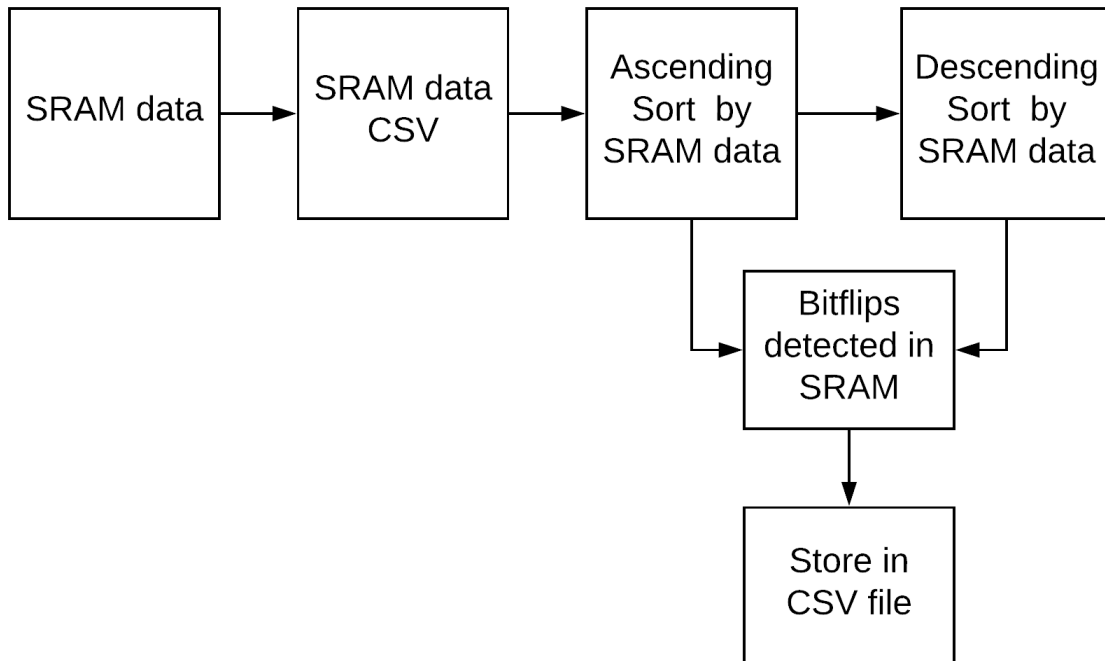 SRAM data
SRAM data
CSV
Ascending
Sort by
SRAM data
Descending
Sort by
SRAM data
Bitflips
detected in
SRAM
Store in
CSV file